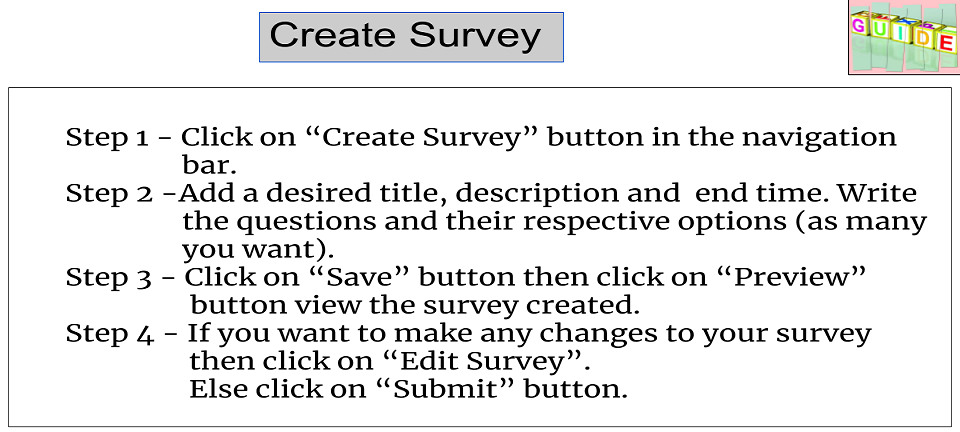 Create Survey
GUIDE
Step 1 - Click on “Create Survey” button in the navigation
bar.
Step 2 -Add a desired title, description and end time. Write
the questions and their respective options (as many
you want).
Step 3 - Click on “Save” button then click on “Preview”
button view the survey created.
Step 4 - If you want to make any changes to your survey
then click on “Edit Survey”.
Else click on “Submit” button.